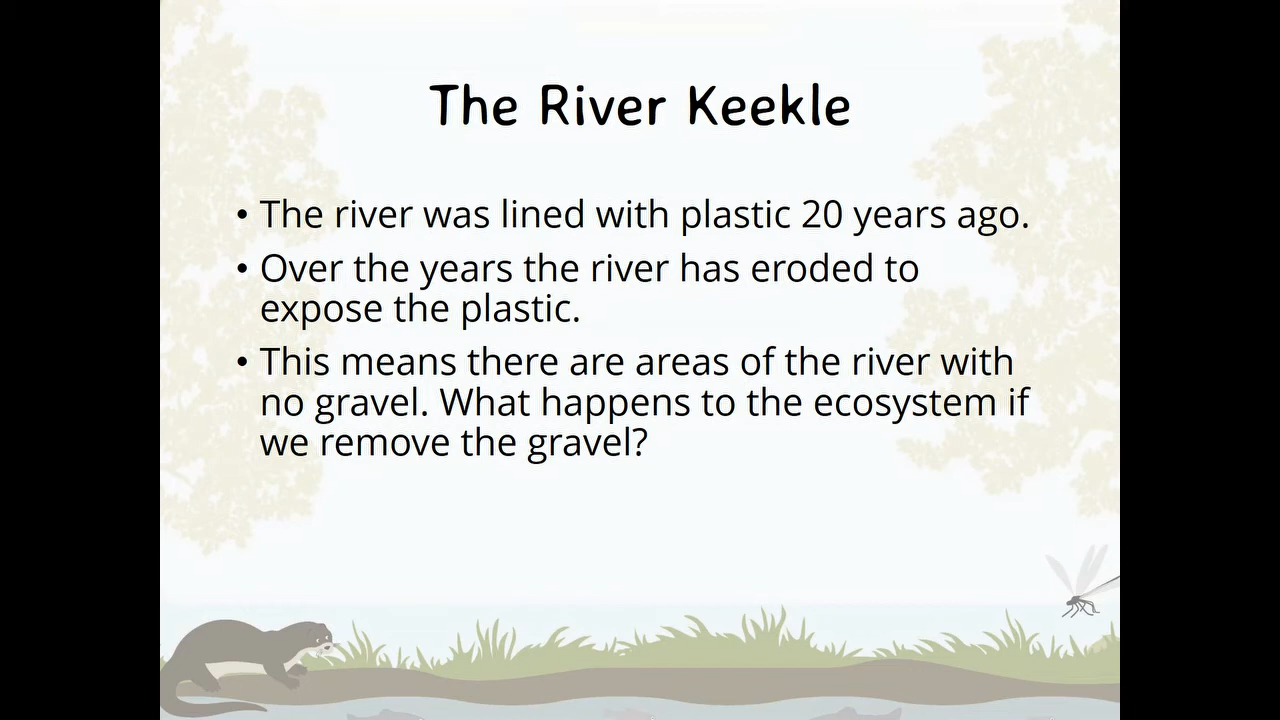 The River Keekle
• The river was lined with plastic 20 years ago.
• Over the years the river has eroded to
expose the plastic.
• This means there are areas of the river with
no gravel. What happens to the ecosystem if
we remove the gravel?